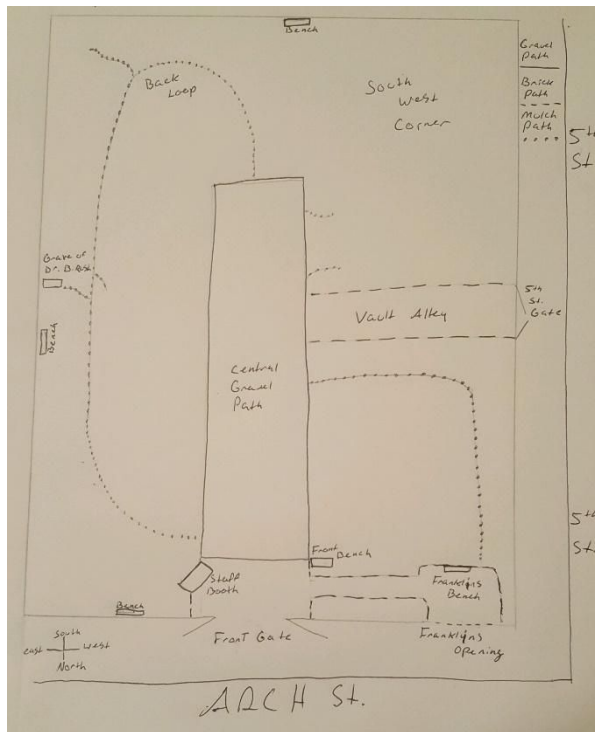 Bench
Gravel
Path
Brick
Path
Mulch
Path
Back
Loop
South
West
Corner
5th
St
Grave of
Dr. B. Rush
Bench
5th
St.
Gate
Vault Alley
Central
Gravel
Path
5th
St
Front
Bench
Staff
Booth
Franklins
Bench
Bench
Front Gate
Franklins
Opening
South
east
west
North
ARCH St.